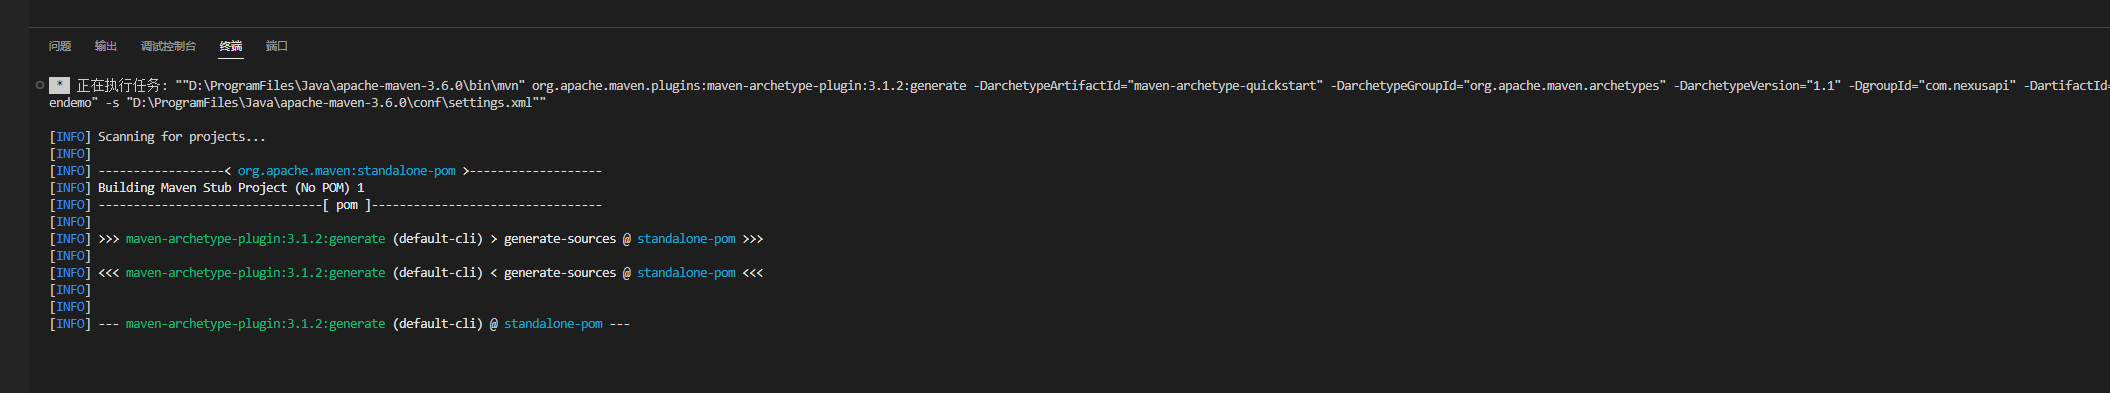 问题 输出 调试控制台 终端 端口
* 正在执行任务: ""D:\ProgramFiles\Java\apache-maven-3.6.0\bin\mvn" org.apache.maven.plugins:maven-archetype-plugin:3.1.2:generate -DarchetypeArtifactId="maven-archetype-quickstart" -DarchetypeGroupId="org.apache.maven.archetypes" -DarchetypeVersion="1.1" -DgroupId="com.nexusapi" -DartifactId=
endemo" -s "D:\ProgramFiles\Java\apache-maven-3.6.0\conf\settings.xml""
[INFO] Scanning for projects...
[INFO]
[INFO] ------------------< org.apache.maven:standalone-pom >-------------------
[INFO] Building Maven Stub Project (No POM) 1
[INFO] --------------------------------[ pom ]---------------------------------
[INFO]
[INFO] >>> maven-archetype-plugin:3.1.2:generate (default-cli) > generate-sources @ standalone-pom >>>
[INFO]
[INFO] <<< maven-archetype-plugin:3.1.2:generate (default-cli) < generate-sources @ standalone-pom <<<
[INFO]
[INFO]
[INFO] --- maven-archetype-plugin:3.1.2:generate (default-cli) @ standalone-pom ---